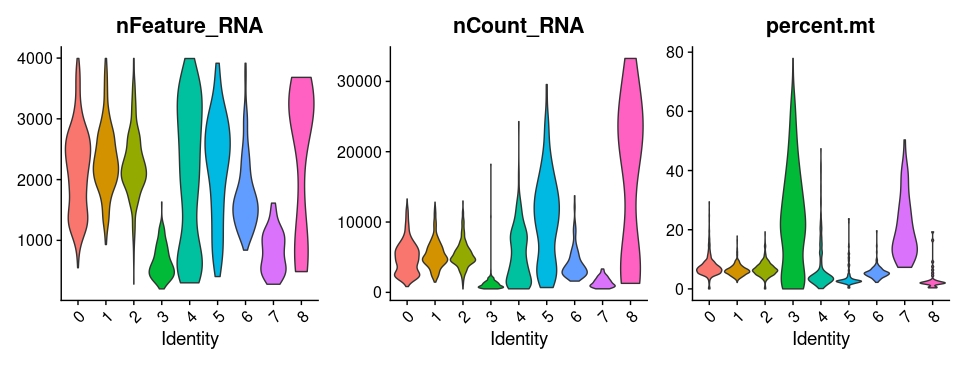 nFeature_RNA
4000
3000
2000
1000
0 1 2 3 4 5 6 7 8
Identity
nCount_RNA
30000
20000
10000
0
0 1 2 3 4 5 6 7 8
Identity
percent.mt
80
60
40
20
0
0 1 2 3 4 5 6 7 8
Identity